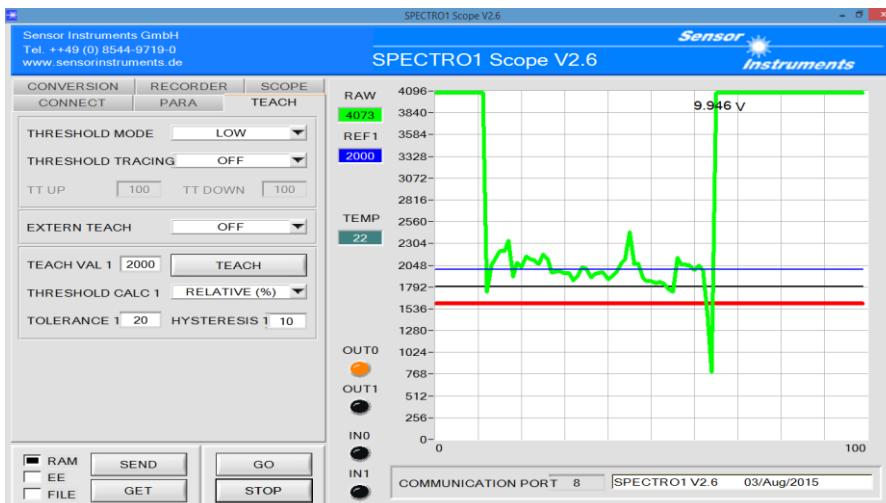 SPECTRO1 Scope V2.6
Sensor Instruments GmbH
Tel. ++49 (0) 8544-9719-0
www.sensorinstruments.de
SPECTRO1 Scope V2.6
Sensor
Instruments
CONVERSION RECORDER SCOPE
CONNECT PARA TEACH
THRESHOLD MODE LOW
THRESHOLD TRACING OFF
TT UP 100 TT DOWN 100
EXTERN TEACH OFF
TEACH VAL 1 2000 TEACH
THRESHOLD CALC 1 RELATIVE (%)
TOLERANCE 1 20 HYSTERESIS 1 10
RAM
EE
FILE
SEND
GET
GO
STOP
RAW
4073
REF1
2000
TEMP
22
OUT0
OUT1
IN0
IN1
4096
3840
3584
3328
3072
2816
2560
2304
2048
1792
1536
1280
1024
768
512
256
0
9.946 V
0 100
COMMUNICATION PORT 8 SPECTRO1 V2.6 03/Aug/2015